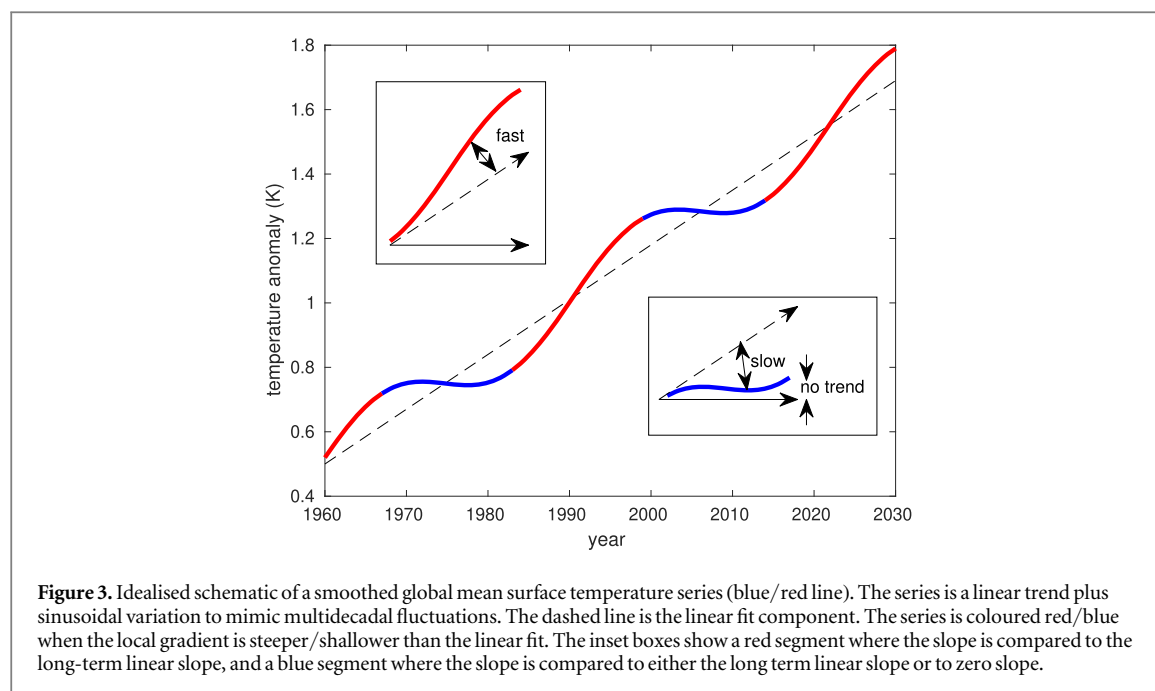 1.8
1.6
1.4
1.2
1
0.8
0.6
0.4
temperature anomaly (K)
fast
slow
no trend
1960
1970
1980
1990
2000
2010
2020
2030
year
Figure 3. Idealised schematic of a smoothed global mean surface temperature series (blue/red line). The series is a linear trend plus
sinusoidal variation to mimic multidecadal fluctuations. The dashed line is the linear fit component. The series is coloured red/blue
when the local gradient is steeper/shallower than the linear fit. The inset boxes show a red segment where the slope is compared to the
long-term linear slope, and a blue segment where the slope is compared to either the long term linear slope or to zero slope.